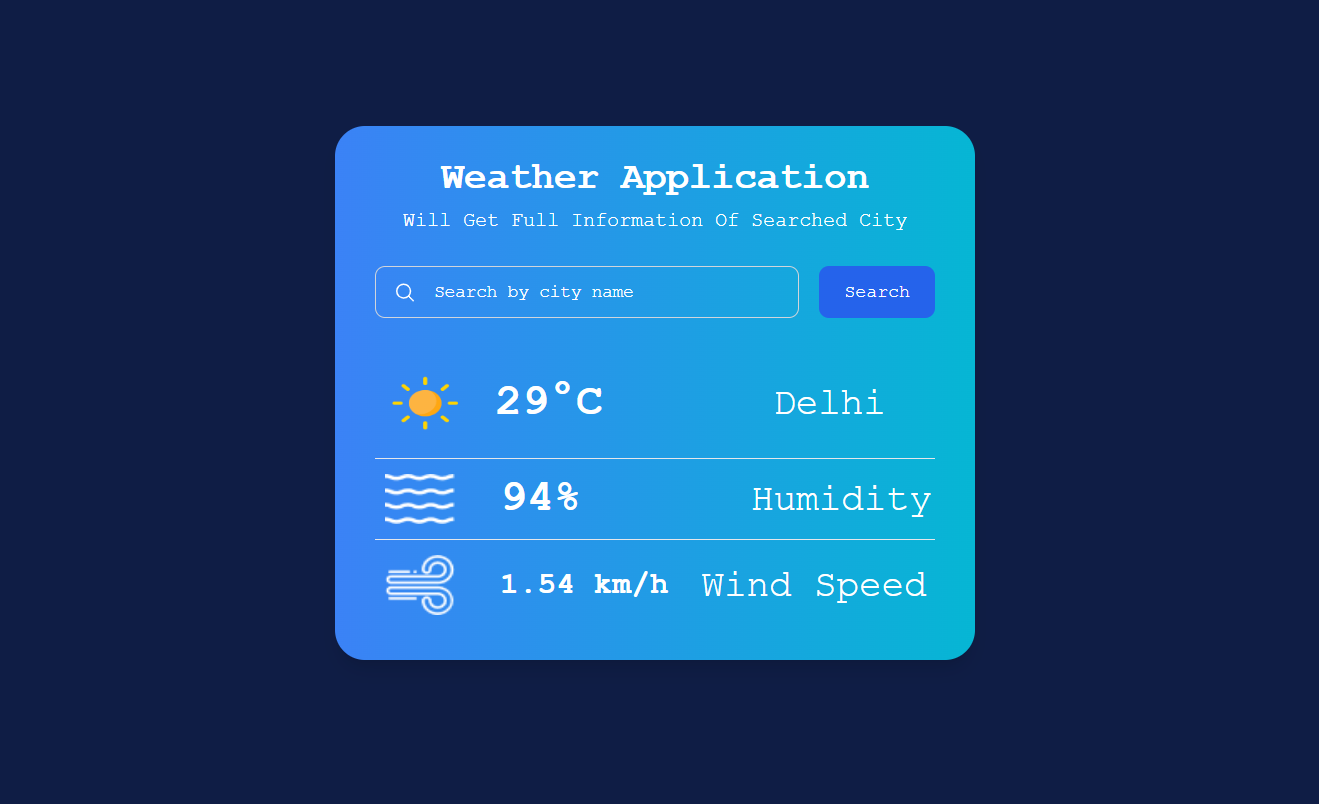 Weather Application
Will Get Full Information Of Searched City
Search by city name Search
29°C Delhi
94% Humidity
1.54 km/h Wind Speed